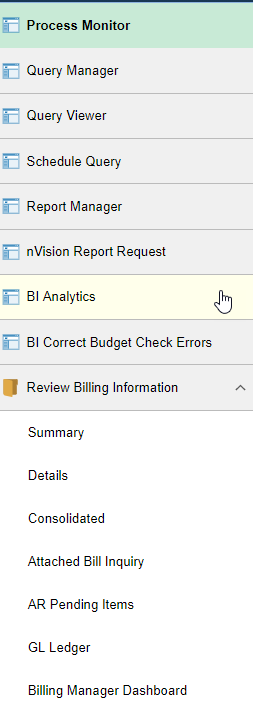 Process Monitor
Query Manager
Query Viewer
Schedule Query
Report Manager
nVision Report Request
BI Analytics
BI Correct Budget Check Errors
Review Billing Information
Summary
Details
Consolidated
Attached Bill Inquiry
AR Pending Items
GL Ledger
Billing Manager Dashboard